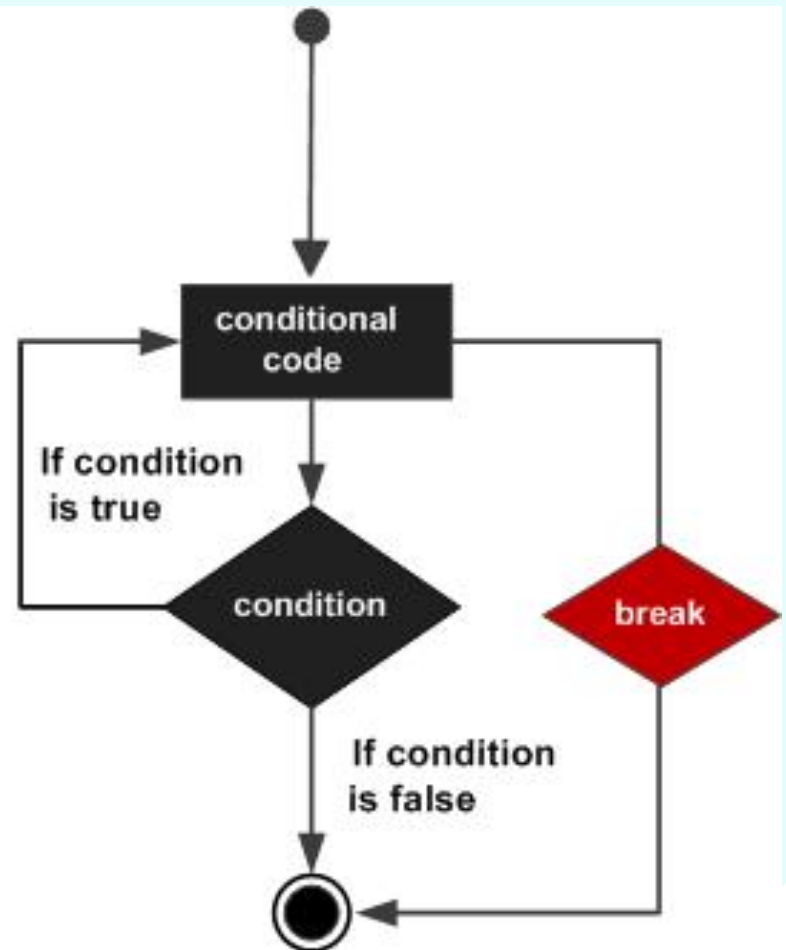 conditional
code
If condition
is true
condition
break
If condition
is false